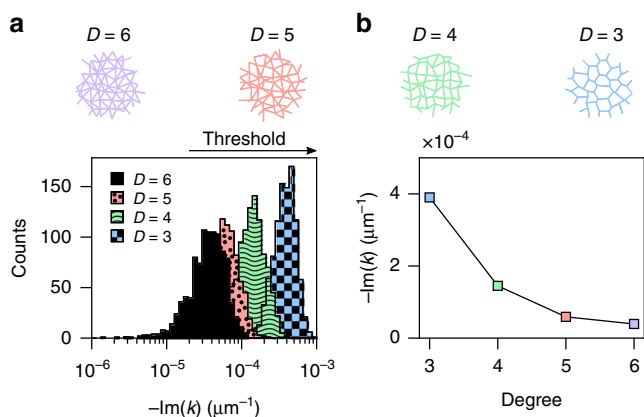 a
b
D = 6
D = 5
D = 4
D = 3
Threshold
×10⁻⁴
150
100
50
0
Counts
D = 6
D = 5
D = 4
D = 3
10⁻⁶
10⁻⁵
10⁻⁴
10⁻³
–Im(k) (μm⁻¹)
4
2
0
–Im(k) (μm⁻¹)
3
4
5
6
Degree